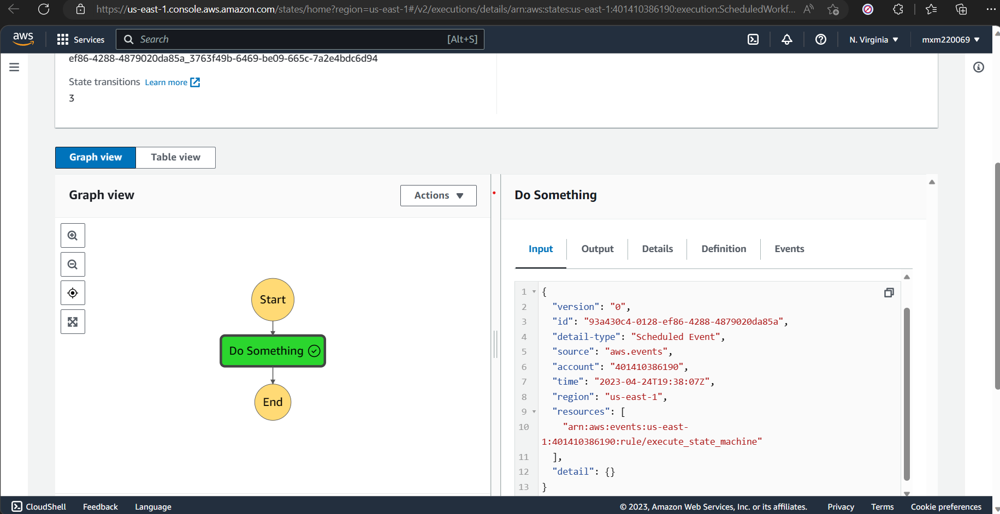 https://us-east-1.console.aws.amazon.com/states/home?region=us-east-1#/v2/executions/details/arn:aws:states:us-east-1:401410386190:execution:ScheduledWorkf...
aws
Services
Search
[Alt+S]
N. Virginia
mxm220069
ef86-4288-4879020da85a_3763f49b-6469-be09-665c-7a2e4bdc6d94
State transitions Learn more
3
Graph view
Table view
Graph view
Actions
Start
Do Something
End
Do Something
Input
Output
Details
Definition
Events
1 {
2 "version": "0",
3 "id": "93a430c4-0128-ef86-4288-4879020da85a",
4 "detail-type": "Scheduled Event",
5 "source": "aws.events",
6 "account": "401410386190",
7 "time": "2023-04-24T19:38:07Z",
8 "region": "us-east-1",
9 "resources": [
10 "arn:aws:events:us-east-
1:401410386190:rule/execute_state_machine"
11 ],
12 "detail": {}
13 }
CloudShell
Feedback
Language
© 2023, Amazon Web Services, Inc. or its affiliates.
Privacy
Terms
Cookie preferences